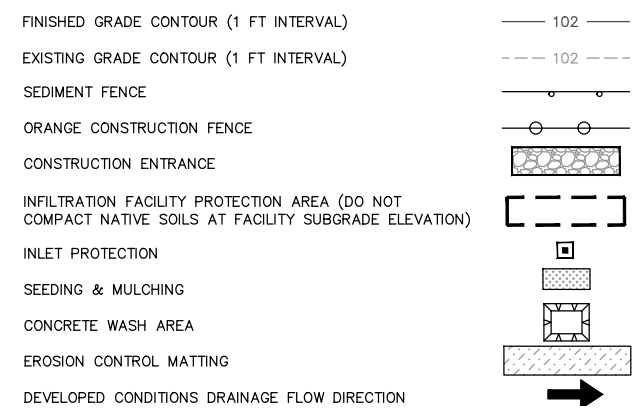 FINISHED GRADE CONTOUR (1 FT INTERVAL) 102
EXISTING GRADE CONTOUR (1 FT INTERVAL) 102
SEDIMENT FENCE
ORANGE CONSTRUCTION FENCE
CONSTRUCTION ENTRANCE
INFILTRATION FACILITY PROTECTION AREA (DO NOT
COMPACT NATIVE SOILS AT FACILITY SUBGRADE ELEVATION)
INLET PROTECTION
SEEDING & MULCHING
CONCRETE WASH AREA
EROSION CONTROL MATTING
DEVELOPED CONDITIONS DRAINAGE FLOW DIRECTION